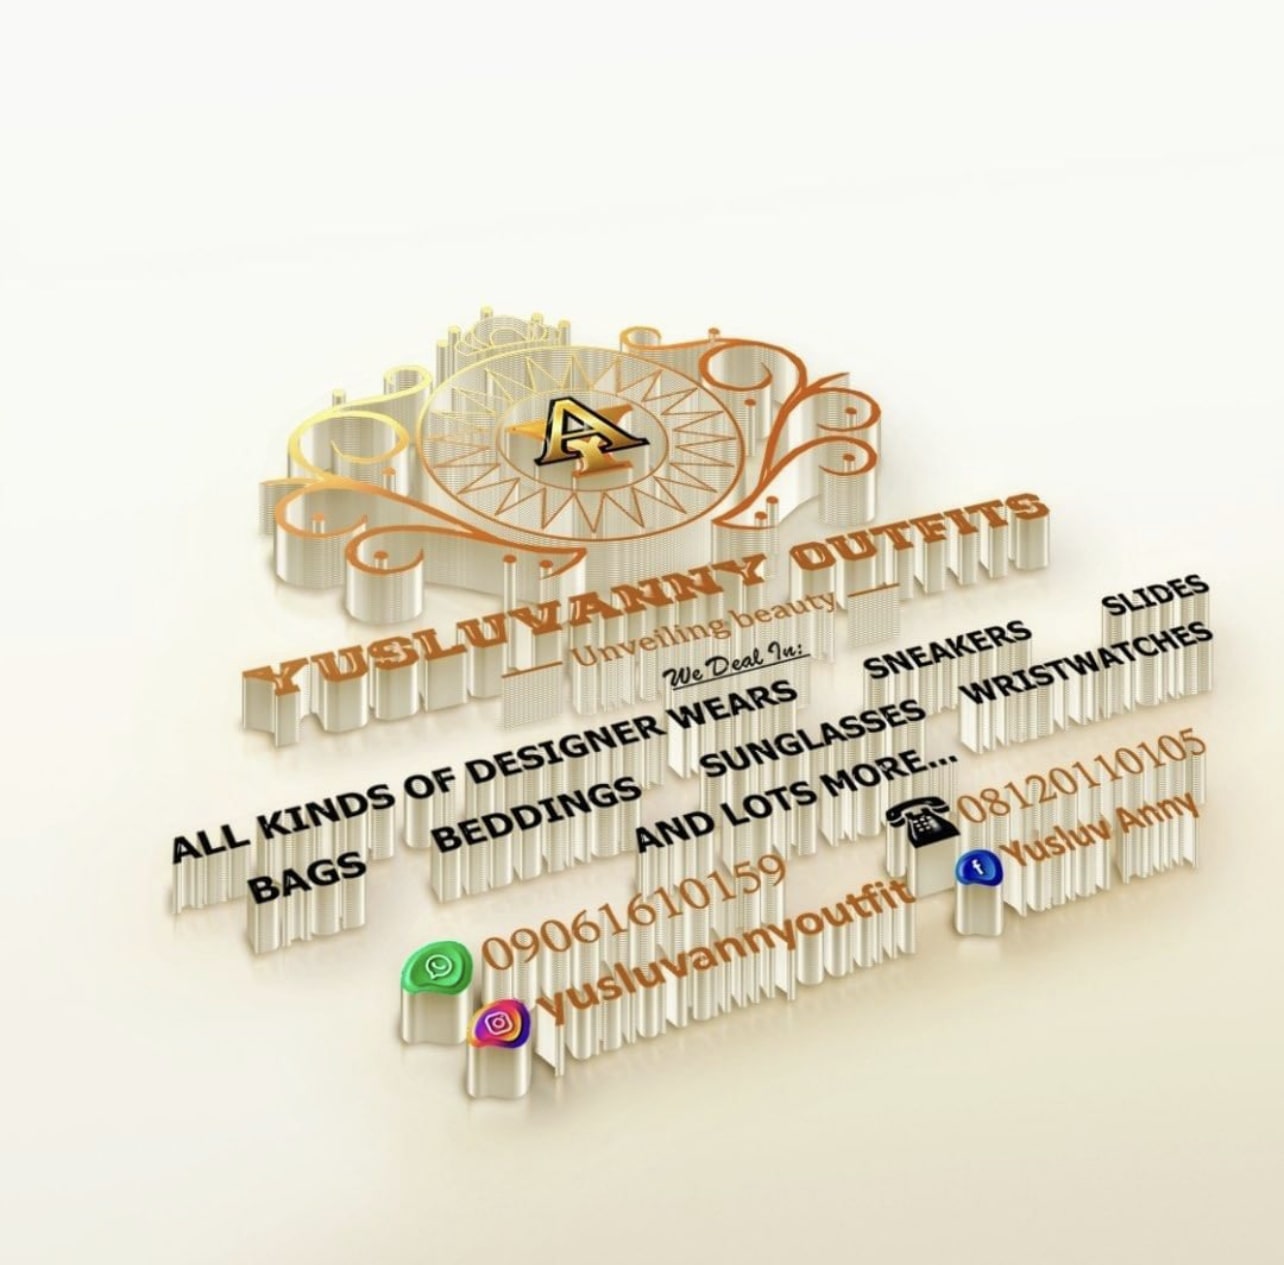 YA
YUSLUVANNY OUTFITS
Unveiling beauty
We Deal In:
ALL KINDS OF DESIGNER WEARS SNEAKERS SLIDES
BAGS BEDDINGS SUNGLASSES WRISTWATCHES
AND LOTS MORE...
09061610159 08120110105
yusluvannyoutfit Yusluv Anny